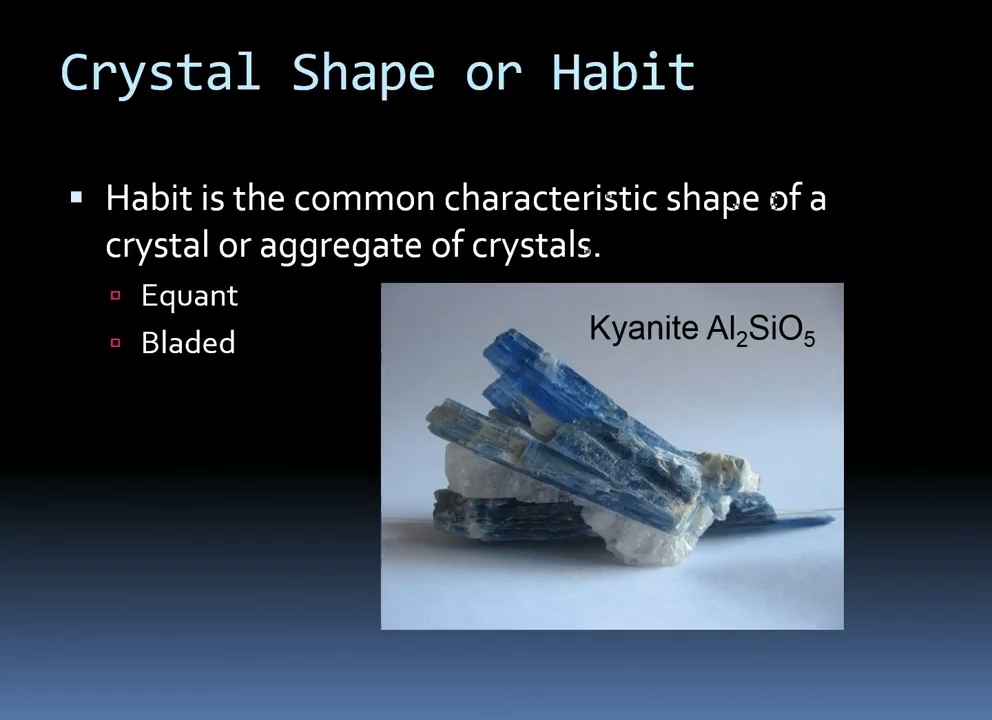 Crystal Shape or Habit
Habit is the common characteristic shape of a
crystal or aggregate of crystals.
Equant
Bladed
Kyanite Al₂SiO₅